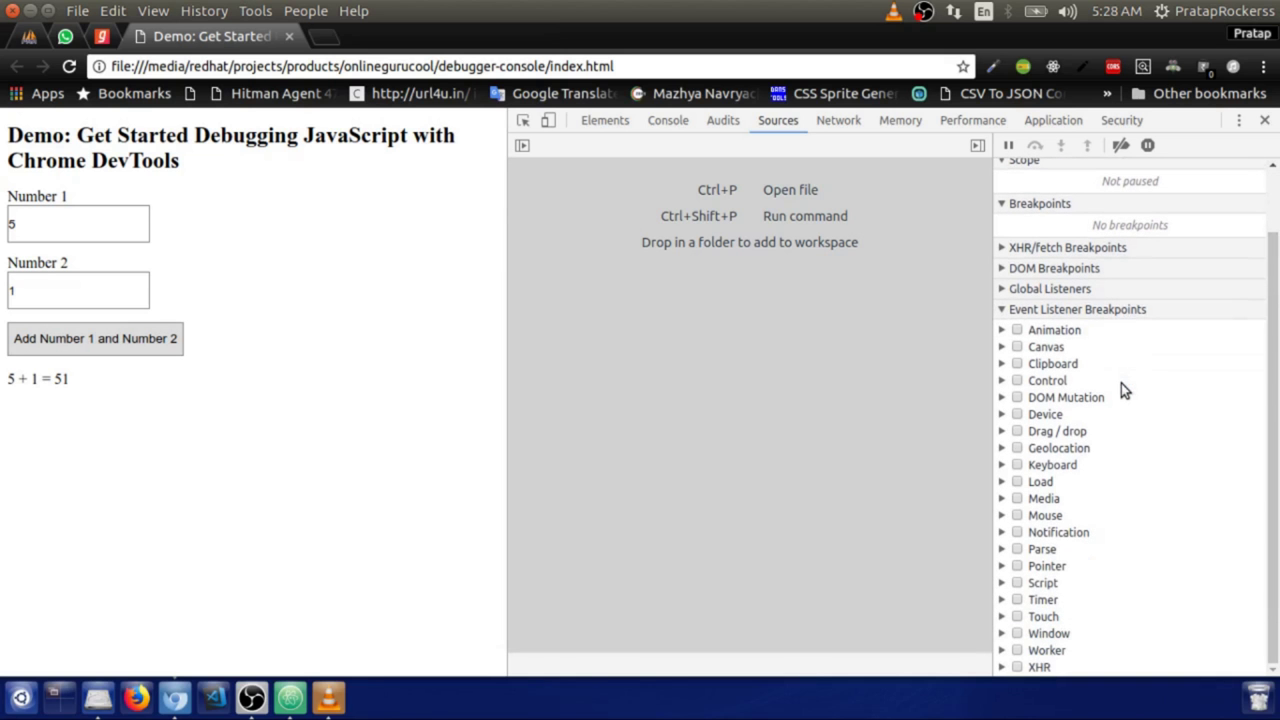 File Edit View History Tools People Help
En 5:28 AM PratapRockerss
Demo: Get Started Pratap
file:///media/redhat/projects/products/onlinegurucool/debugger-console/index.html
CORS 0
Apps Bookmarks Hitman Agent 47 http://url4u.in/ Google Translat Mazhya Navryac CSS Sprite Gene CSV To JSON Co » Other bookmarks
Demo: Get Started Debugging JavaScript with
Chrome DevTools
Number 1
5
Number 2
1
Add Number 1 and Number 2
5 + 1 = 51
Elements Console Audits Sources Network Memory Performance Application Security
Ctrl+P Open file
Ctrl+Shift+P Run command
Drop in a folder to add to workspace
Scope
Not paused
Breakpoints
No breakpoints
XHR/fetch Breakpoints
DOM Breakpoints
Global Listeners
Event Listener Breakpoints
Animation
Canvas
Clipboard
Control
DOM Mutation
Device
Drag / drop
Geolocation
Keyboard
Load
Media
Mouse
Notification
Parse
Pointer
Script
Timer
Touch
Window
Worker
XHR